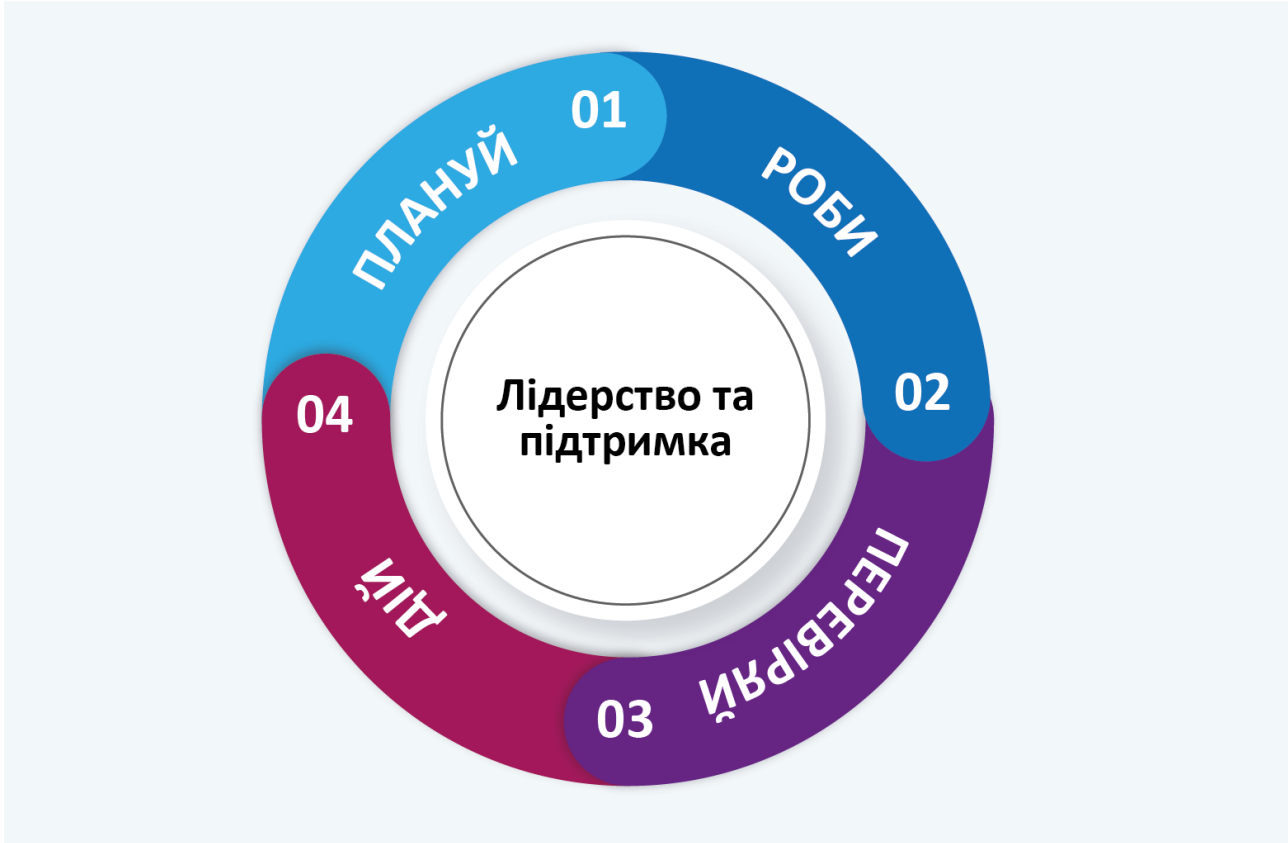 01
ПЛАНУЙ
РОБИ
02
ПЕРЕВІРЯЙ
03
ДІЙ
04
Лідерство та
підтримка